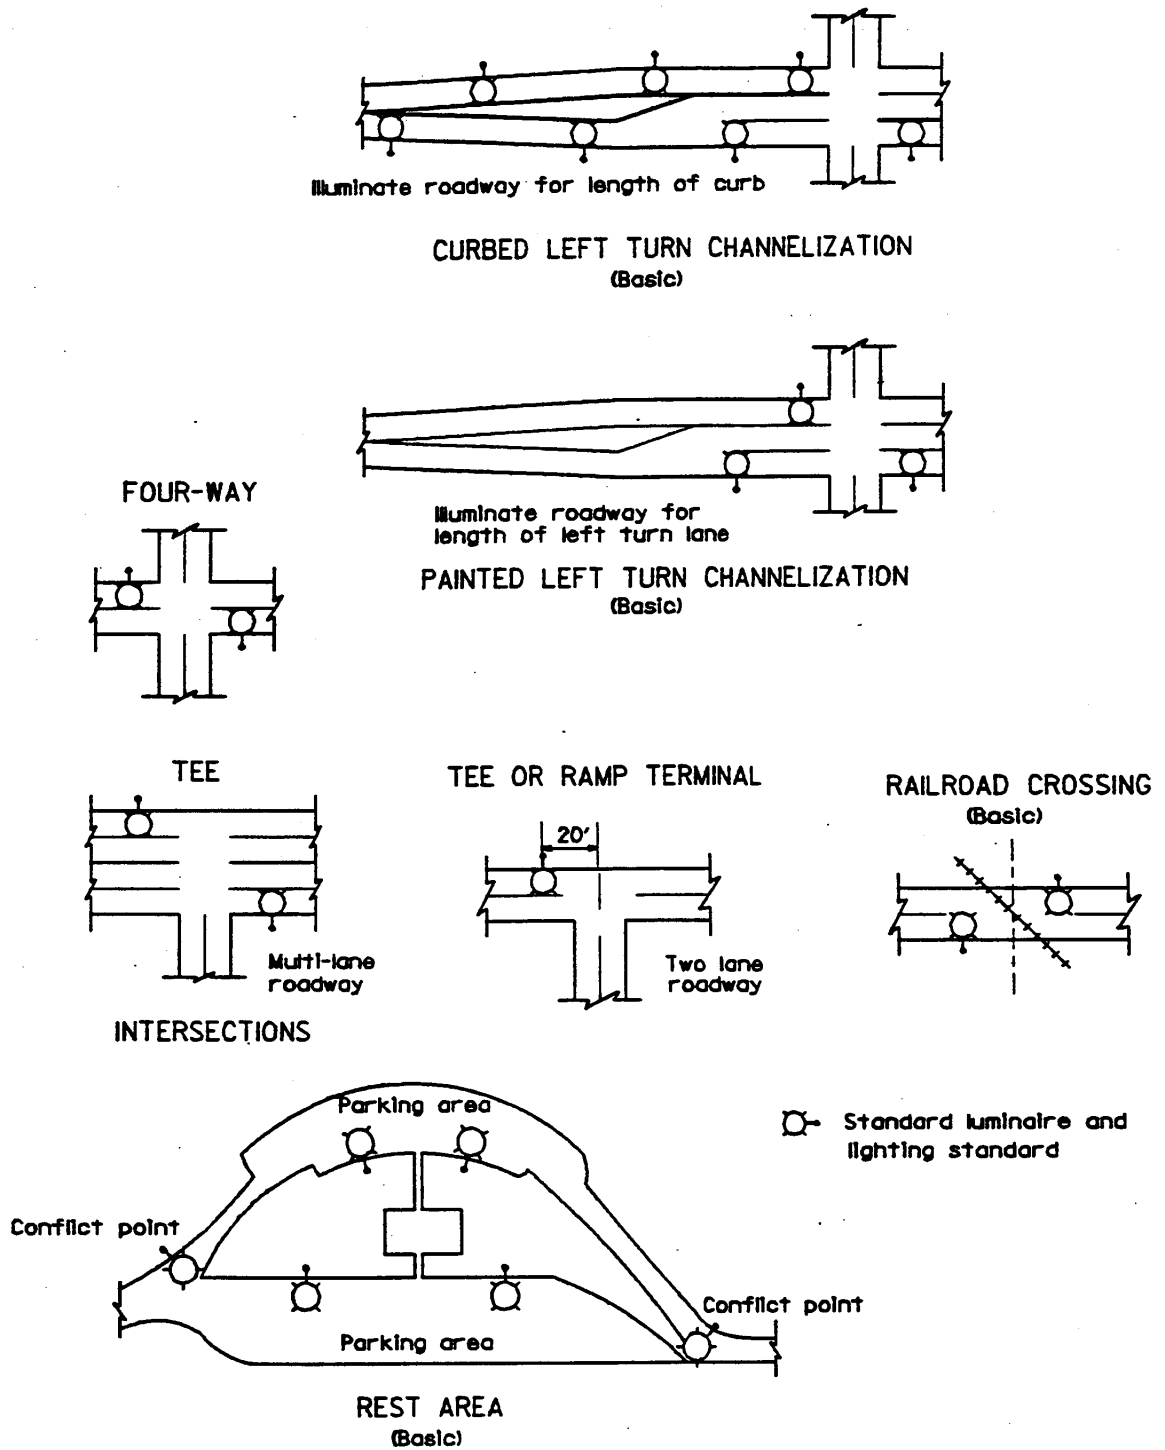 Illuminate roadway for length of curb
CURBED LEFT TURN CHANNELIZATION
(Basic)
Illuminate roadway for
length of left turn lane
PAINTED LEFT TURN CHANNELIZATION
(Basic)
FOUR-WAY
TEE
Multi-lane
roadway
INTERSECTIONS
TEE OR RAMP TERMINAL
20'
Two lane
roadway
RAILROAD CROSSING
(Basic)
Parking area
Conflict point
Conflict point
Parking area
REST AREA
(Basic)
Standard luminaire and
lighting standard